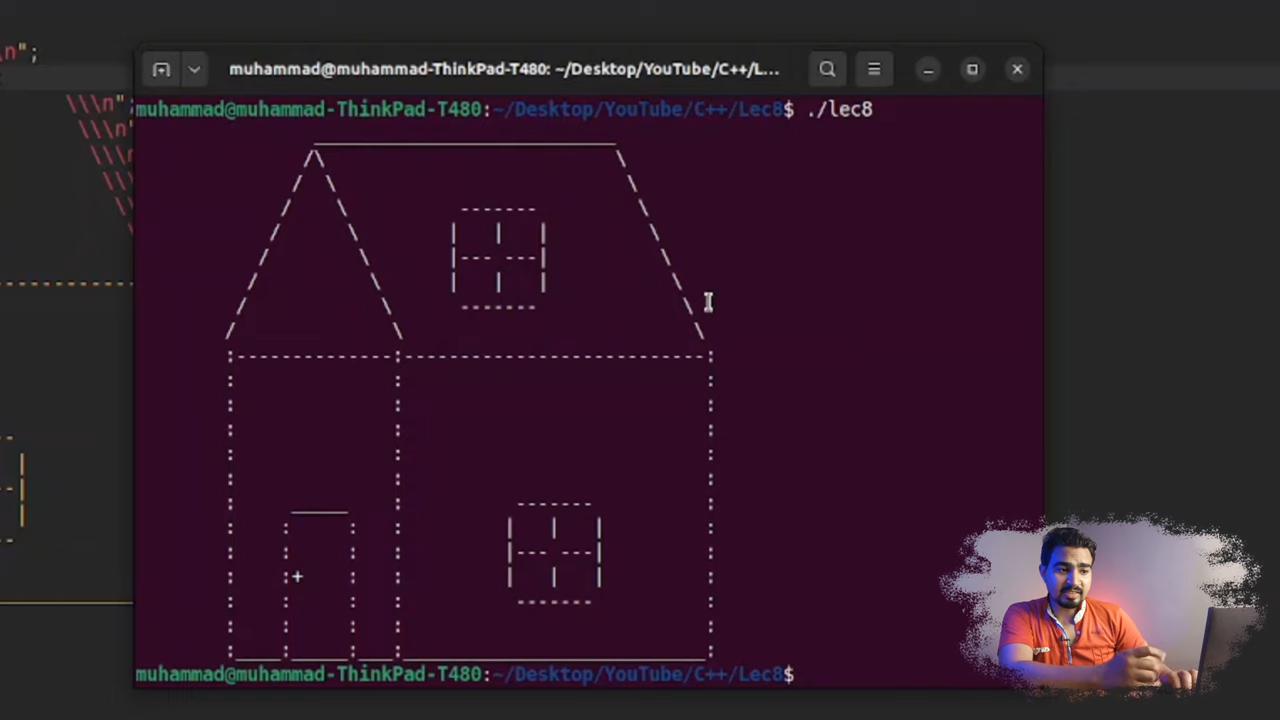 \n";
muhammad@muhammad-ThinkPad-T480: ~/Desktop/YouTube/C++/L...
\\\n";
muhammad@muhammad-ThinkPad-T480:~/Desktop/YouTube/C++/Lec8$ ./lec8
\\\n"
muhammad@muhammad-ThinkPad-T480:~/Desktop/YouTube/C++/Lec8$